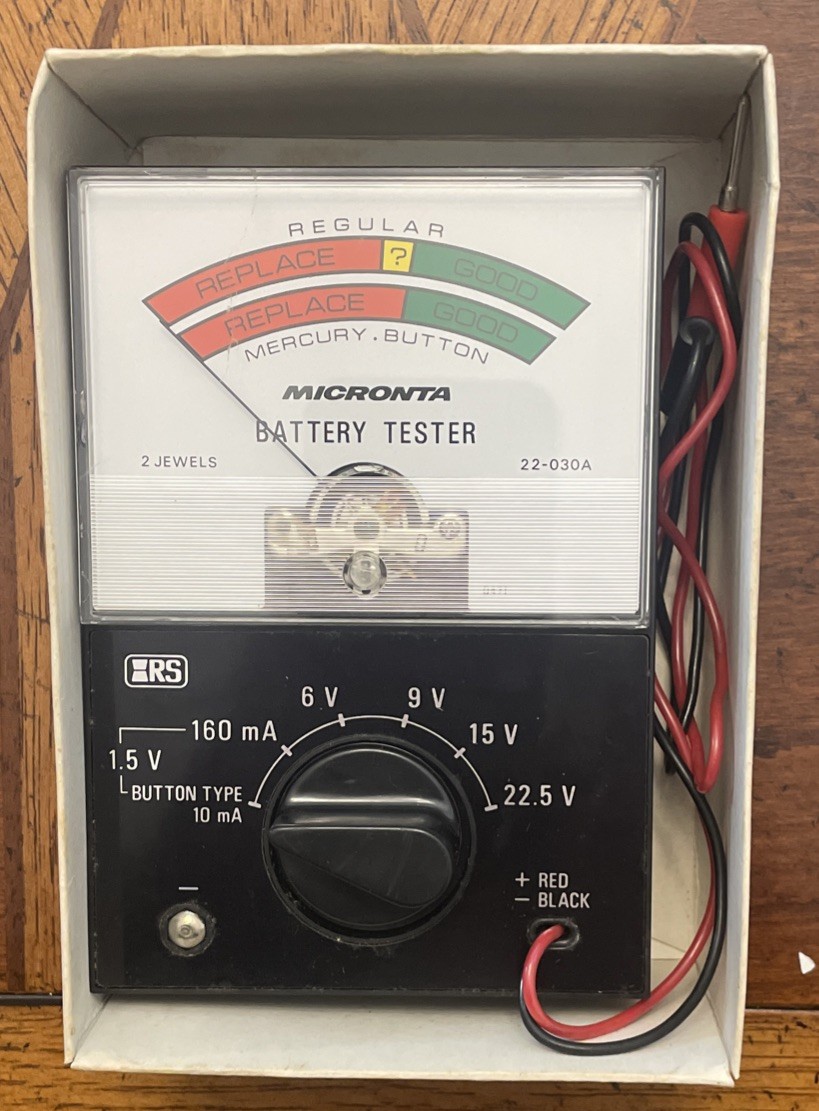 REGULAR
REPLACE ? GOOD
REPLACE GOOD
MERCURY.BUTTON
MICRONTA
BATTERY TESTER
2 JEWELS
22-030A
RS
6 V
9 V
160 mA
15 V
1.5 V
BUTTON TYPE
10 mA
22.5 V
–
+ RED
– BLACK